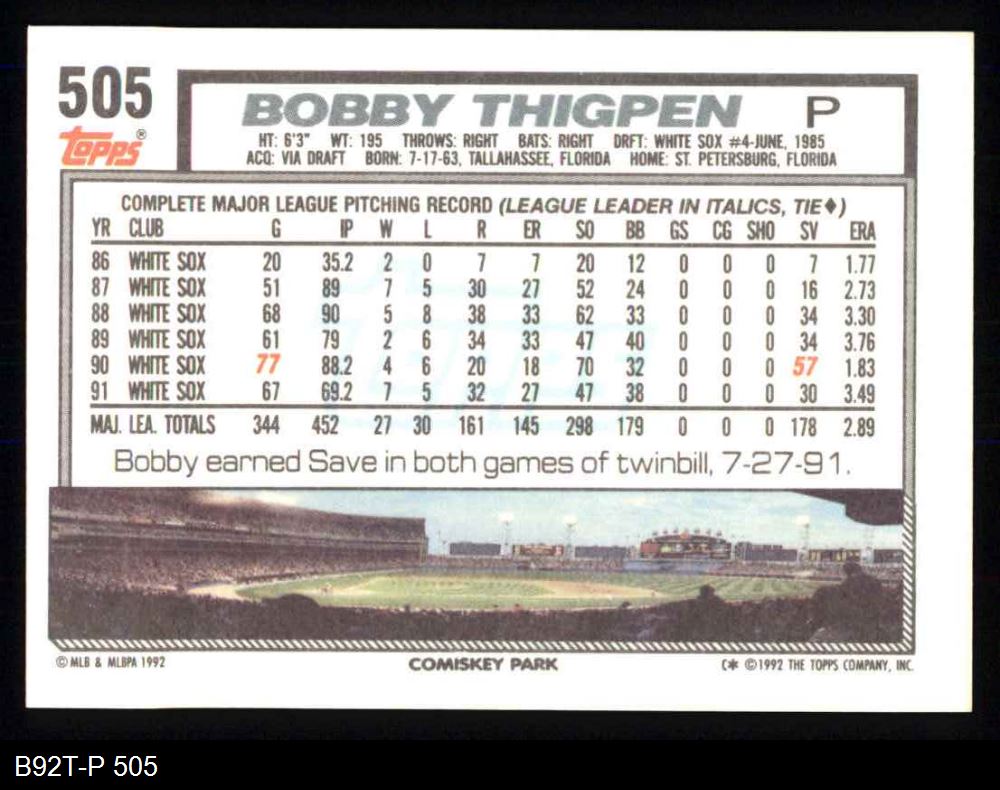 505
BOBBY THIGPEN P
Topps®
HT: 6'3" WT: 195 THROWS: RIGHT BATS: RIGHT DRFT: WHITE SOX #4-JUNE, 1985
ACQ: VIA DRAFT BORN: 7-17-63, TALLAHASSEE, FLORIDA HOME: ST. PETERSBURG, FLORIDA
COMPLETE MAJOR LEAGUE PITCHING RECORD (LEAGUE LEADER IN ITALICS, TIE♦)
YR CLUB G IP W L R ER SO BB GS CG SHO SV ERA
86 WHITE SOX 20 35.2 2 0 7 7 20 12 0 0 0 7 1.77
87 WHITE SOX 51 89 7 5 30 27 52 24 0 0 0 16 2.73
88 WHITE SOX 68 90 5 8 38 33 62 33 0 0 0 34 3.30
89 WHITE SOX 61 79 2 6 34 33 47 40 0 0 0 34 3.76
90 WHITE SOX 77 88.2 4 6 20 18 70 32 0 0 0 57 1.83
91 WHITE SOX 67 69.2 7 5 32 27 47 38 0 0 0 30 3.49
MAJ. LEA. TOTALS 344 452 27 30 161 145 298 179 0 0 0 178 2.89
Bobby earned Save in both games of twinbill, 7-27-91.
© MLB & MLBPA 1992 COMISKEY PARK C✱ ©1992 THE TOPPS COMPANY, INC.
B92T-P 505